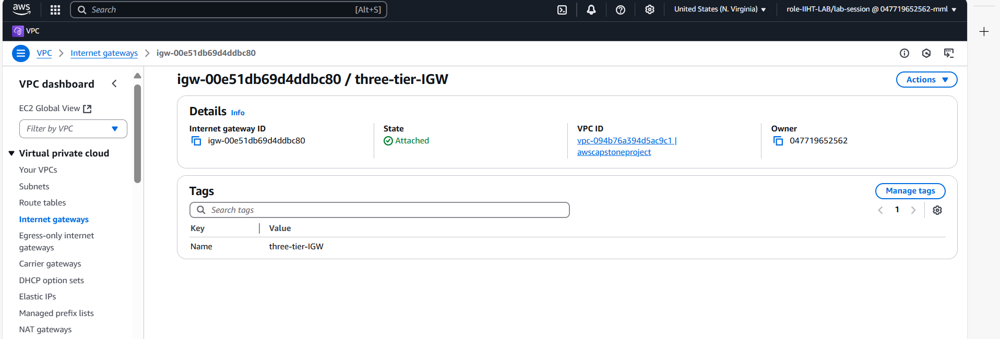 aws
Search
[Alt+S]
United States (N. Virginia)
role-IIHT-LAB/lab-session @ 047719652562-mml
VPC
VPC
Internet gateways
igw-00e51db69d4ddbc80
VPC dashboard
EC2 Global View
Filter by VPC
Virtual private cloud
Your VPCs
Subnets
Route tables
Internet gateways
Egress-only internet
gateways
Carrier gateways
DHCP option sets
Elastic IPs
Managed prefix lists
NAT gateways
igw-00e51db69d4ddbc80 / three-tier-IGW
Actions
Details Info
Internet gateway ID
igw-00e51db69d4ddbc80
State
Attached
VPC ID
vpc-094b76a394d5ac9c1 |
awscapstoneproject
Owner
047719652562
Tags
Manage tags
Search tags
1
Key
Value
Name
three-tier-IGW